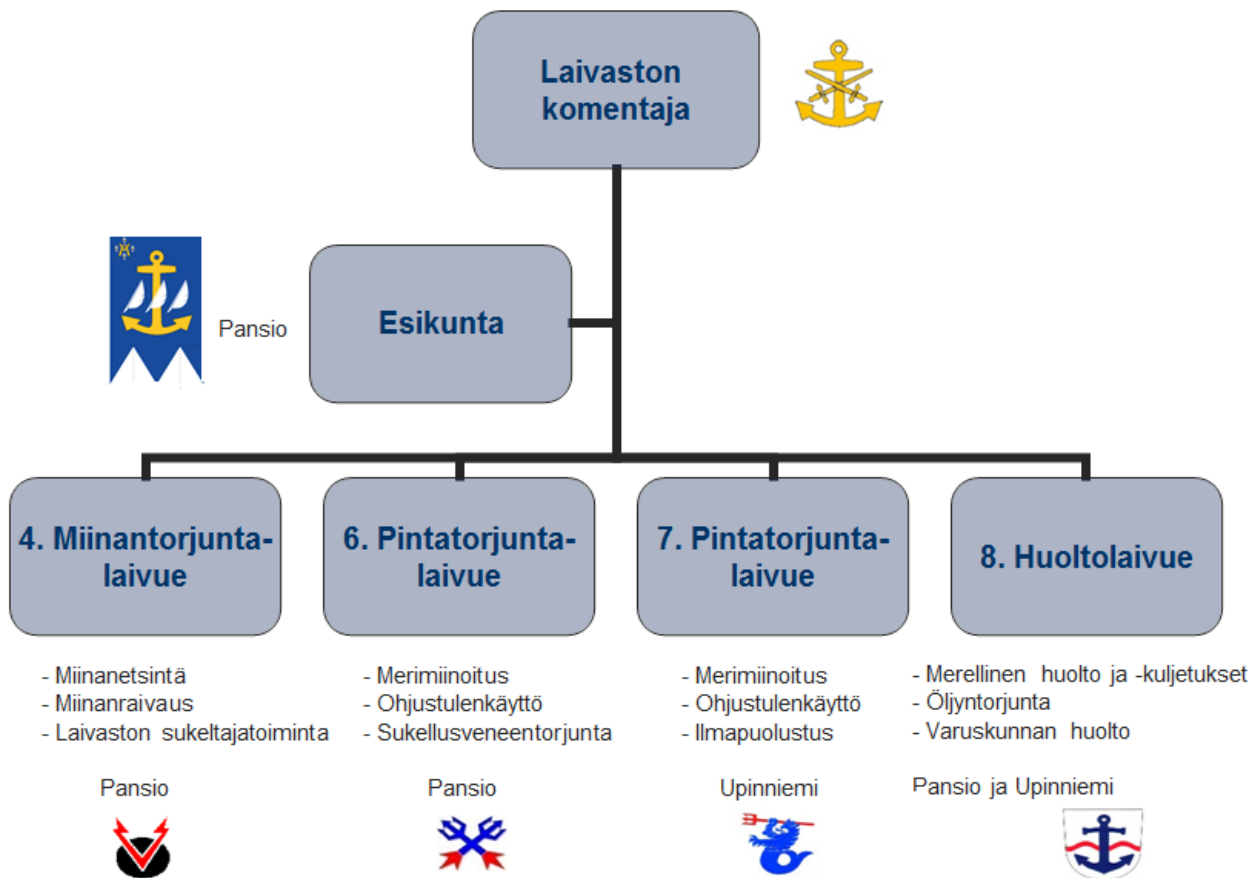 Laivaston
komentaja
Pansio
Esikunta
4. Miinantorjunta-
laivue
6. Pintatorjunta-
laivue
7. Pintatorjunta-
laivue
8. Huoltolaivue
- Miinanetsintä
- Miinanraivaus
- Laivaston sukeltajatoiminta
Pansio
- Merimiinoitus
- Ohjustulenkäyttö
- Sukellusveneentorjunta
Pansio
- Merimiinoitus
- Ohjustulenkäyttö
- Ilmapuolustus
Upinniemi
- Merellinen huolto ja -kuljetukset
- Öljyntorjunta
- Varuskunnan huolto
Pansio ja Upinniemi